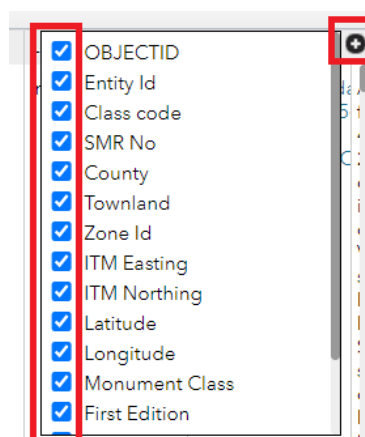 OBJECTID
Entity Id
Class code
SMR No
County
Townland
Zone Id
ITM Easting
ITM Northing
Latitude
Longitude
Monument Class
First Edition